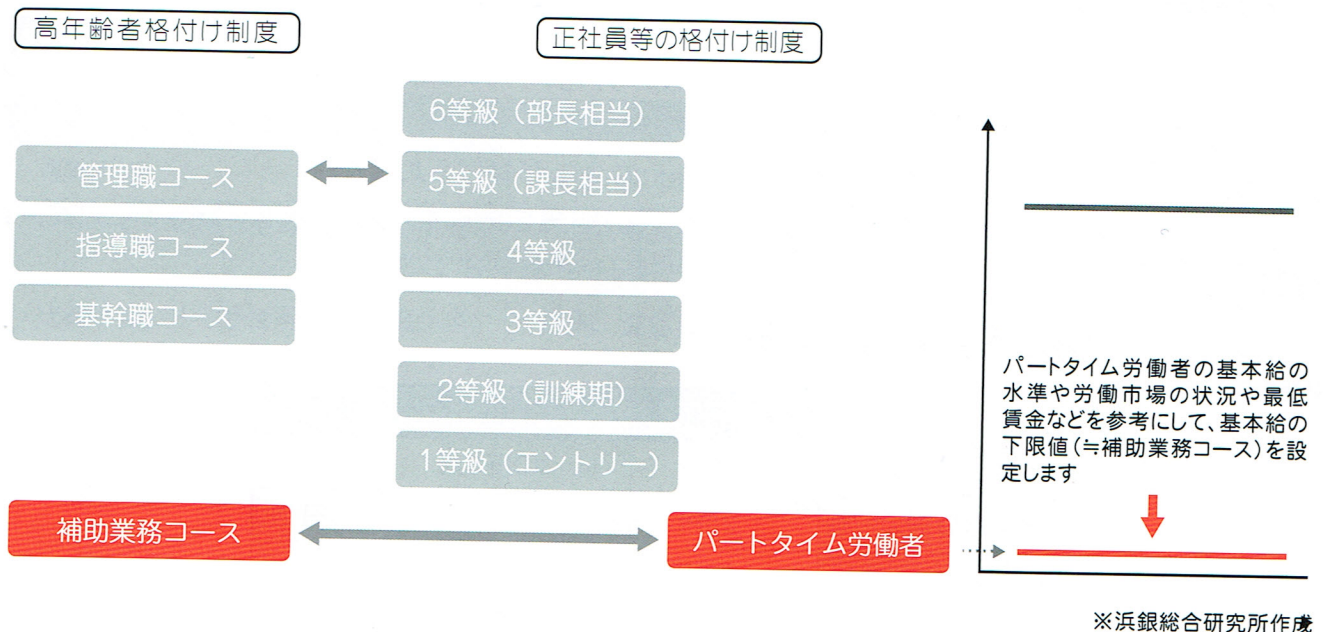 高年齢者格付け制度
正社員等の格付け制度
6等級（部長相当）
管理職コース
5等級（課長相当）
指導職コース
4等級
基幹職コース
3等級
2等級（訓練期）
1等級（エントリー）
補助業務コース
パートタイム労働者
パートタイム労働者の基本給の
水準や労働市場の状況や最低
賃金などを参考にして、基本給の
下限値（≒補助業務コース）を設
定します
※浜銀総合研究所作成